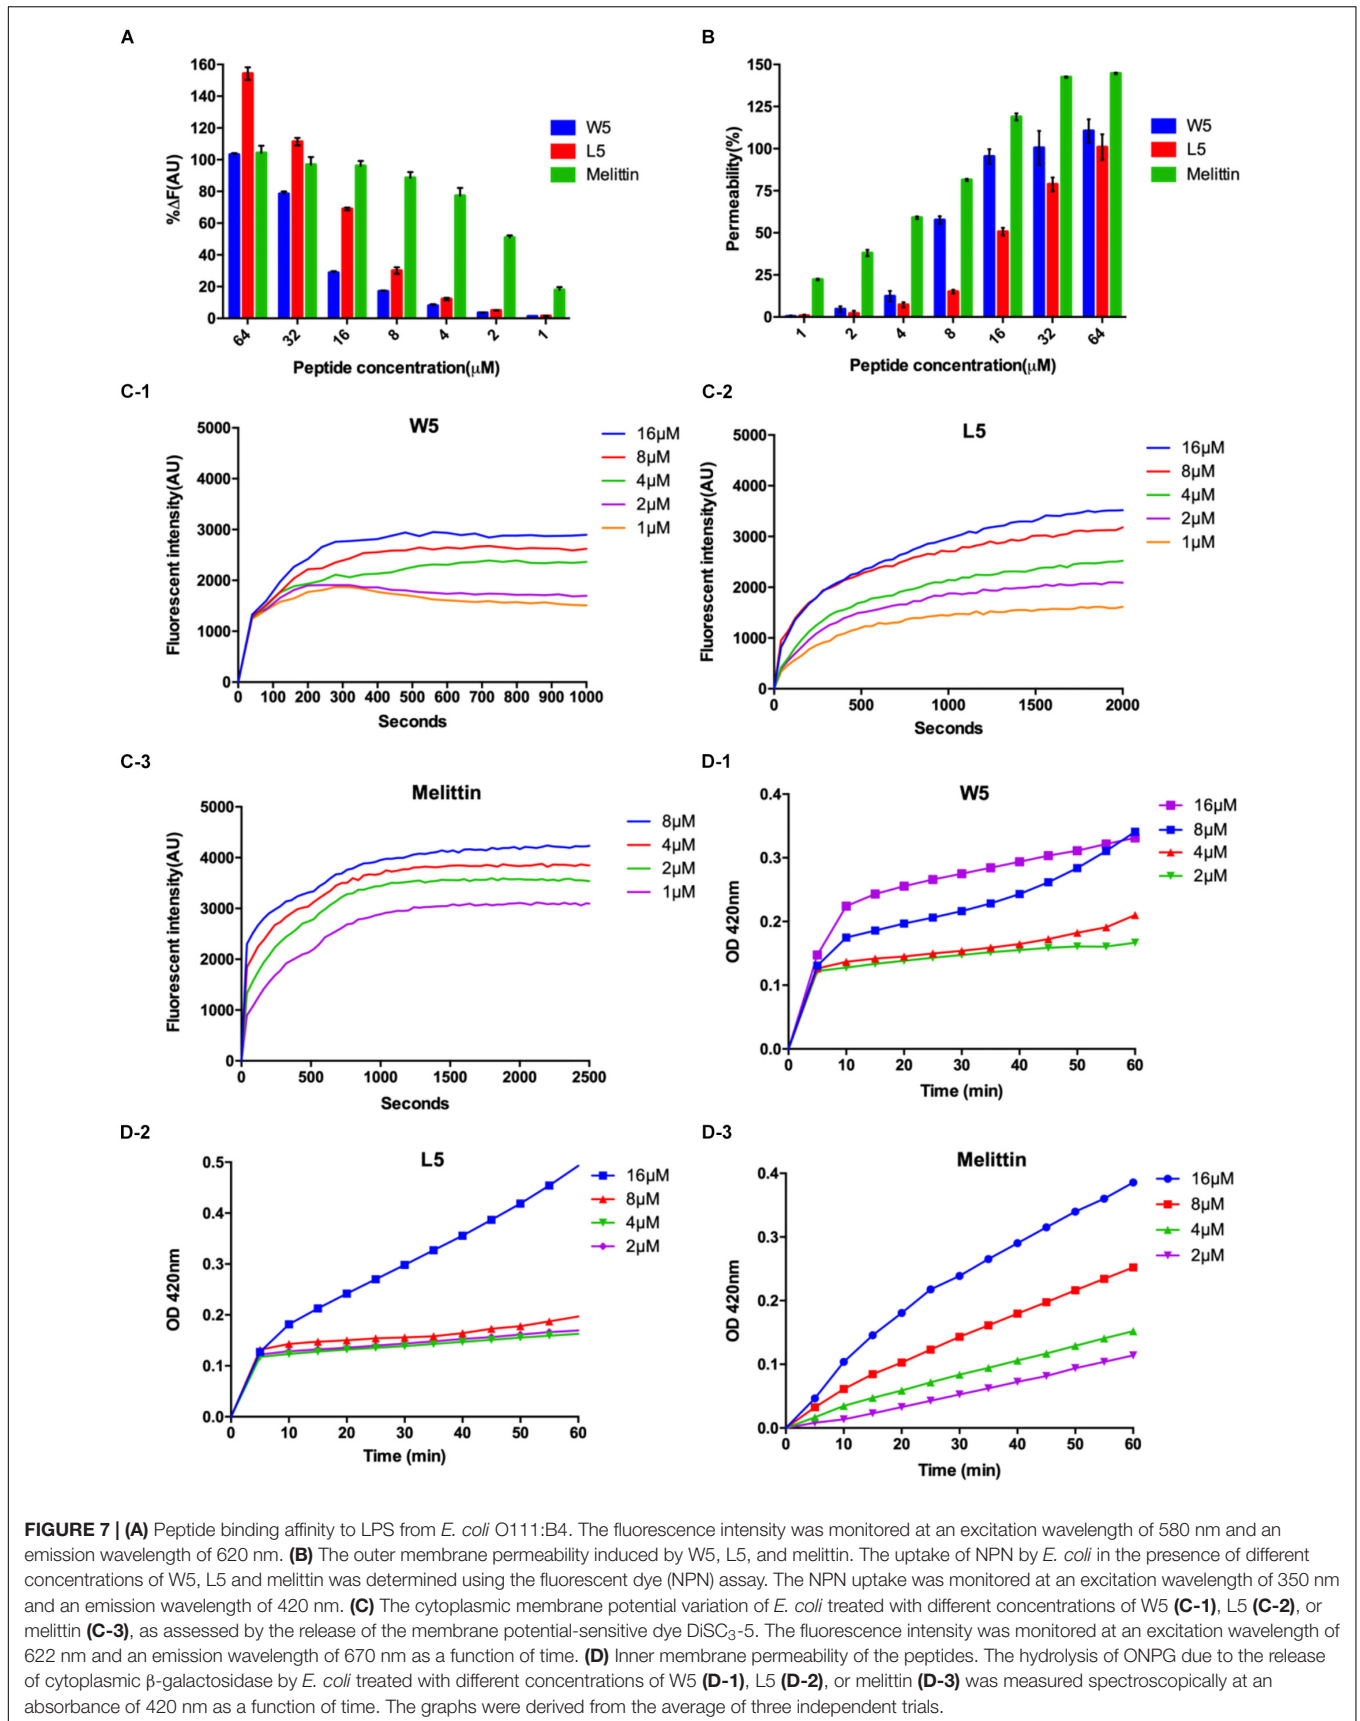 A
%ΔF(AU)
160
140
120
100
80
60
40
20
0
64
32
16
8
4
2
1
Peptide concentration(μM)
W5
L5
Melittin
B
Permeability(%)
150
125
100
75
50
25
0
1
2
4
8
16
32
64
Peptide concentration(μM)
W5
L5
Melittin
C-1
W5
Fluorescent intensity(AU)
5000
4000
3000
2000
1000
0
0 100 200 300 400 500 600 700 800 900 1000
Seconds
16μM
8μM
4μM
2μM
1μM
C-2
L5
Fluorescent intensity(AU)
5000
4000
3000
2000
1000
0
0 500 1000 1500 2000
Seconds
16μM
8μM
4μM
2μM
1μM
C-3
Melittin
Fluorescent intensity(AU)
5000
4000
3000
2000
1000
0
0 500 1000 1500 2000 2500
Seconds
8μM
4μM
2μM
1μM
D-1
W5
OD 420nm
0.4
0.3
0.2
0.1
0.0
0 10 20 30 40 50 60
Time (min)
16μM
8μM
4μM
2μM
D-2
L5
OD 420nm
0.5
0.4
0.3
0.2
0.1
0.0
0 10 20 30 40 50 60
Time (min)
16μM
8μM
4μM
2μM
D-3
Melittin
OD 420nm
0.4
0.3
0.2
0.1
0.0
0 10 20 30 40 50 60
Time (min)
16μM
8μM
4μM
2μM
FIGURE 7 | (A) Peptide binding affinity to LPS from E. coli O111:B4. The fluorescence intensity was monitored at an excitation wavelength of 580 nm and an
emission wavelength of 620 nm. (B) The outer membrane permeability induced by W5, L5, and melittin. The uptake of NPN by E. coli in the presence of different
concentrations of W5, L5 and melittin was determined using the fluorescent dye (NPN) assay. The NPN uptake was monitored at an excitation wavelength of 350 nm
and an emission wavelength of 420 nm. (C) The cytoplasmic membrane potential variation of E. coli treated with different concentrations of W5 (C-1), L5 (C-2), or
melittin (C-3), as assessed by the release of the membrane potential-sensitive dye DiSC₃-5. The fluorescence intensity was monitored at an excitation wavelength of
622 nm and an emission wavelength of 670 nm as a function of time. (D) Inner membrane permeability of the peptides. The hydrolysis of ONPG due to the release
of cytoplasmic β-galactosidase by E. coli treated with different concentrations of W5 (D-1), L5 (D-2), or melittin (D-3) was measured spectroscopically at an
absorbance of 420 nm as a function of time. The graphs were derived from the average of three independent trials.